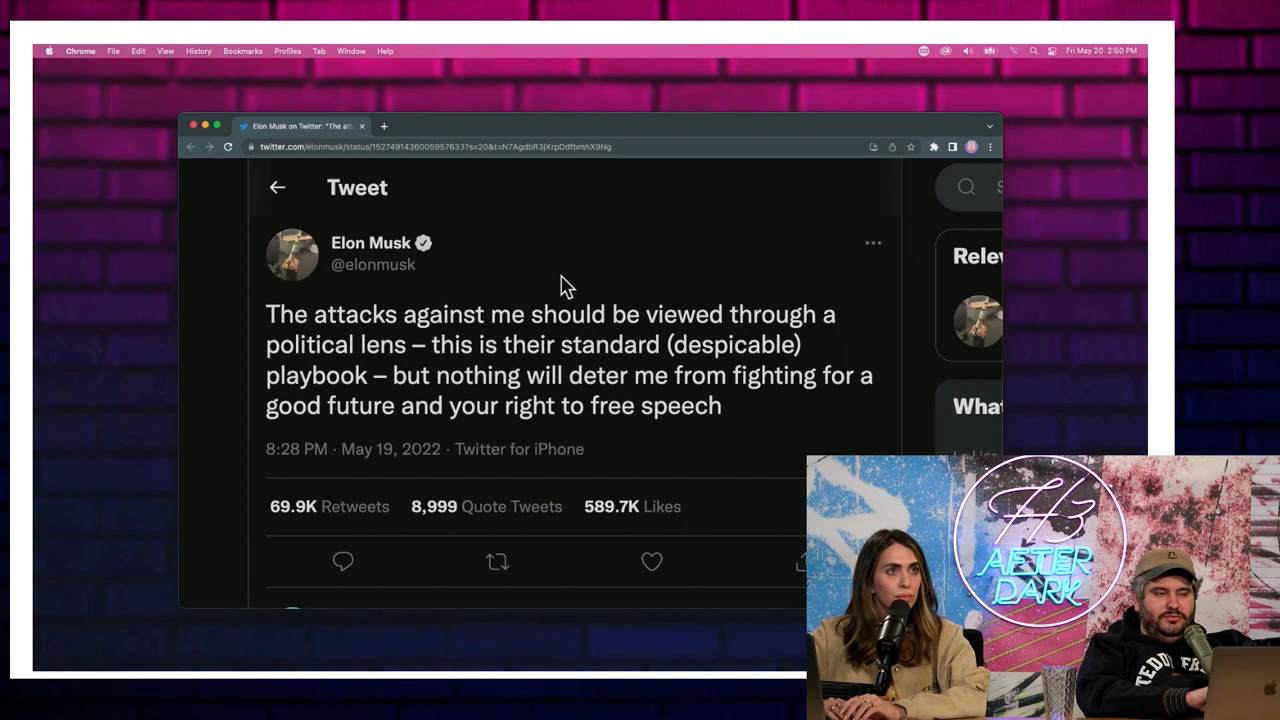 Chrome File Edit View History Bookmarks Profiles Tab Window Help
Fri May 20 2:50 PM
Elon Musk on Twitter: "The att
twitter.com/elonmusk/status/1527491436005957633?s=20&t=N7AgdbR3jXrpDdfbmhX9Ng
Tweet
S
Elon Musk
@elonmusk
Relev
The attacks against me should be viewed through a
political lens – this is their standard (despicable)
playbook – but nothing will deter me from fighting for a
good future and your right to free speech
What
8:28 PM · May 19, 2022 · Twitter for iPhone
69.9K Retweets 8,999 Quote Tweets 589.7K Likes
H3
AFTER
DARK
TEDDY FR